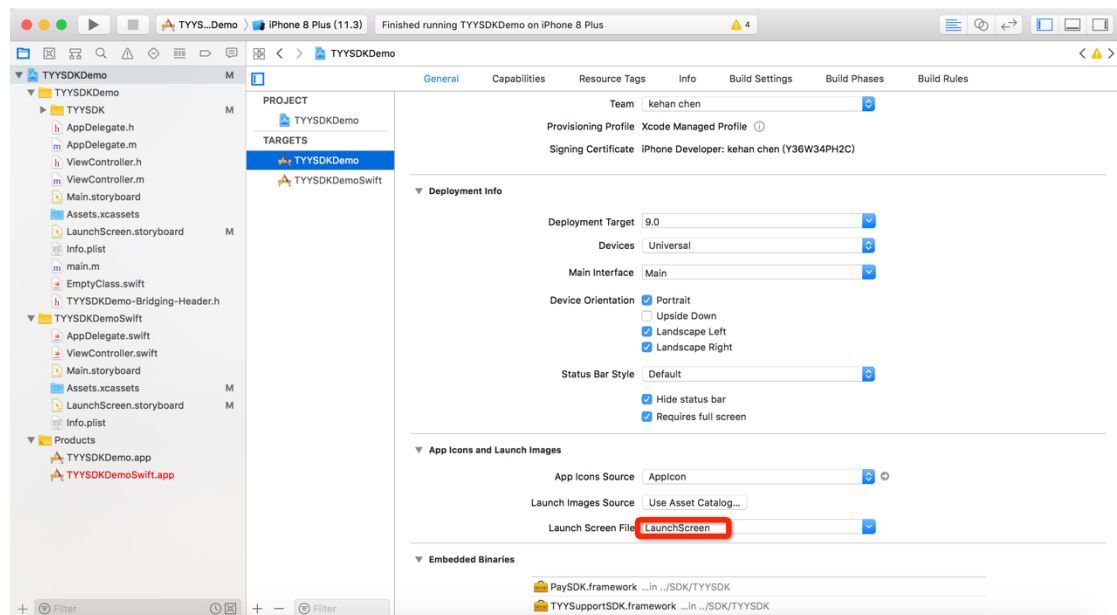 TYYS...Demo
iPhone 8 Plus (11.3)
Finished running TYYSDKDemo on iPhone 8 Plus
4
TYYSDKDemo
TYYSDKDemo M
TYYSDKDemo
TYYSDK M
AppDelegate.h
AppDelegate.m
ViewController.h
ViewController.m
Main.storyboard
Assets.xcassets
LaunchScreen.storyboard M
Info.plist
main.m
EmptyClass.swift
TYYSDKDemo-Bridging-Header.h
TYYSDKDemoSwift
AppDelegate.swift
ViewController.swift
Main.storyboard
Assets.xcassets M
LaunchScreen.storyboard M
Info.plist
Products
TYYSDKDemo.app
TYYSDKDemoSwift.app
Filter
PROJECT
TYYSDKDemo
TARGETS
TYYSDKDemo
TYYSDKDemoSwift
Filter
General Capabilities Resource Tags Info Build Settings Build Phases Build Rules
Team kehan chen
Provisioning Profile Xcode Managed Profile
Signing Certificate iPhone Developer: kehan chen (Y36W34PH2C)
Deployment Info
Deployment Target 9.0
Devices Universal
Main Interface Main
Device Orientation Portrait
Upside Down
Landscape Left
Landscape Right
Status Bar Style Default
Hide status bar
Requires full screen
App Icons and Launch Images
App Icons Source AppIcon
Launch Images Source Use Asset Catalog...
Launch Screen File LaunchScreen
Embedded Binaries
PaySDK.framework ...in ../SDK/TYYSDK
TYYSupportSDK.framework ...in ../SDK/TYYSDK